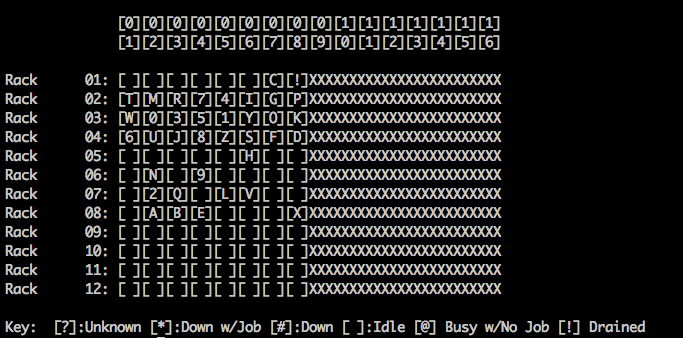 [0][0][0][0][0][0][0][0][0][1][1][1][1][1][1][1]
[1][2][3][4][5][6][7][8][9][0][1][2][3][4][5][6]
Rack 01: [ ][ ][ ][ ][ ][ ][C][!]XXXXXXXXXXXXXXXXXXXXXXXX
Rack 02: [T][M][R][7][4][I][G][P]XXXXXXXXXXXXXXXXXXXXXXXX
Rack 03: [W][0][3][5][1][Y][O][K]XXXXXXXXXXXXXXXXXXXXXXXX
Rack 04: [6][U][J][8][Z][S][F][D]XXXXXXXXXXXXXXXXXXXXXXXX
Rack 05: [ ][ ][ ][ ][ ][H][ ][ ]XXXXXXXXXXXXXXXXXXXXXXXX
Rack 06: [ ][N][ ][9][ ][ ][ ][ ]XXXXXXXXXXXXXXXXXXXXXXXX
Rack 07: [ ][2][Q][ ][L][V][ ][ ]XXXXXXXXXXXXXXXXXXXXXXXX
Rack 08: [ ][A][B][E][ ][ ][ ][X]XXXXXXXXXXXXXXXXXXXXXXXX
Rack 09: [ ][ ][ ][ ][ ][ ][ ][ ]XXXXXXXXXXXXXXXXXXXXXXXX
Rack 10: [ ][ ][ ][ ][ ][ ][ ][ ]XXXXXXXXXXXXXXXXXXXXXXXX
Rack 11: [ ][ ][ ][ ][ ][ ][ ][ ]XXXXXXXXXXXXXXXXXXXXXXXX
Rack 12: [ ][ ][ ][ ][ ][ ][ ][ ]XXXXXXXXXXXXXXXXXXXXXXXX
Key: [?]:Unknown [*]:Down w/Job [#]:Down [ ]:Idle [@] Busy w/No Job [!] Drained